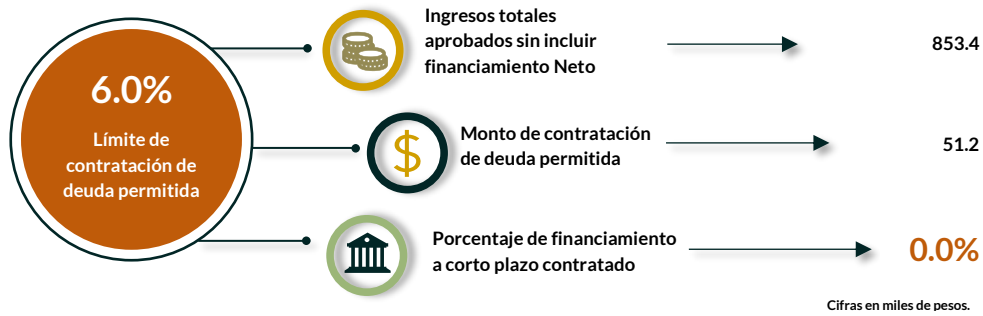 6.0%
Límite de
contratación de
deuda permitida
Ingresos totales
aprobados sin incluir
financiamiento Neto
853.4
$
Monto de contratación
de deuda permitida
51.2
Porcentaje de financiamiento
a corto plazo contratado
0.0%
Cifras en miles de pesos.